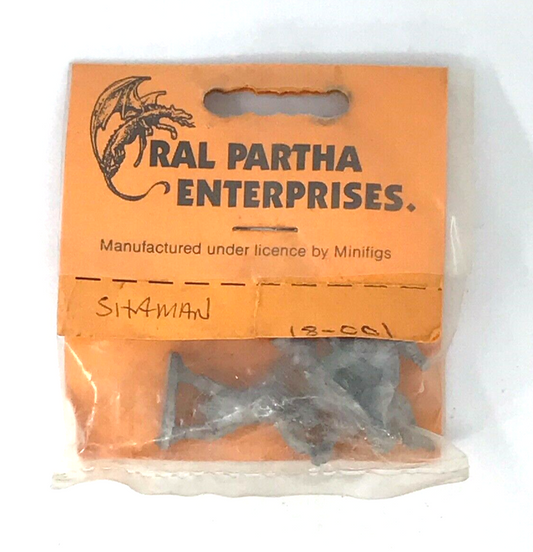 RAL PARTHA
ENTERPRISES.
Manufactured under licence by Minifigs
SHAMAN
18-001